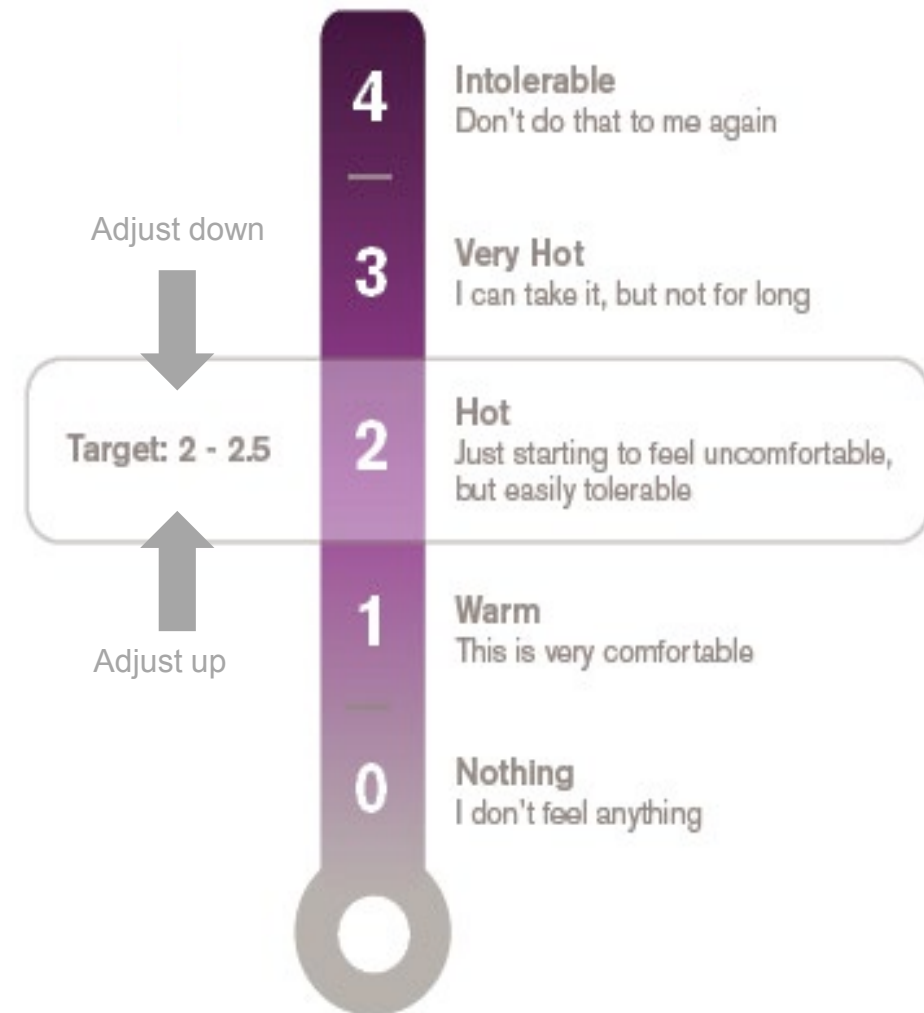 4
Intolerable
Don't do that to me again
Adjust down
3
Very Hot
I can take it, but not for long
Target: 2 - 2.5
2
Hot
Just starting to feel uncomfortable,
but easily tolerable
1
Warm
This is very comfortable
Adjust up
0
Nothing
I don't feel anything